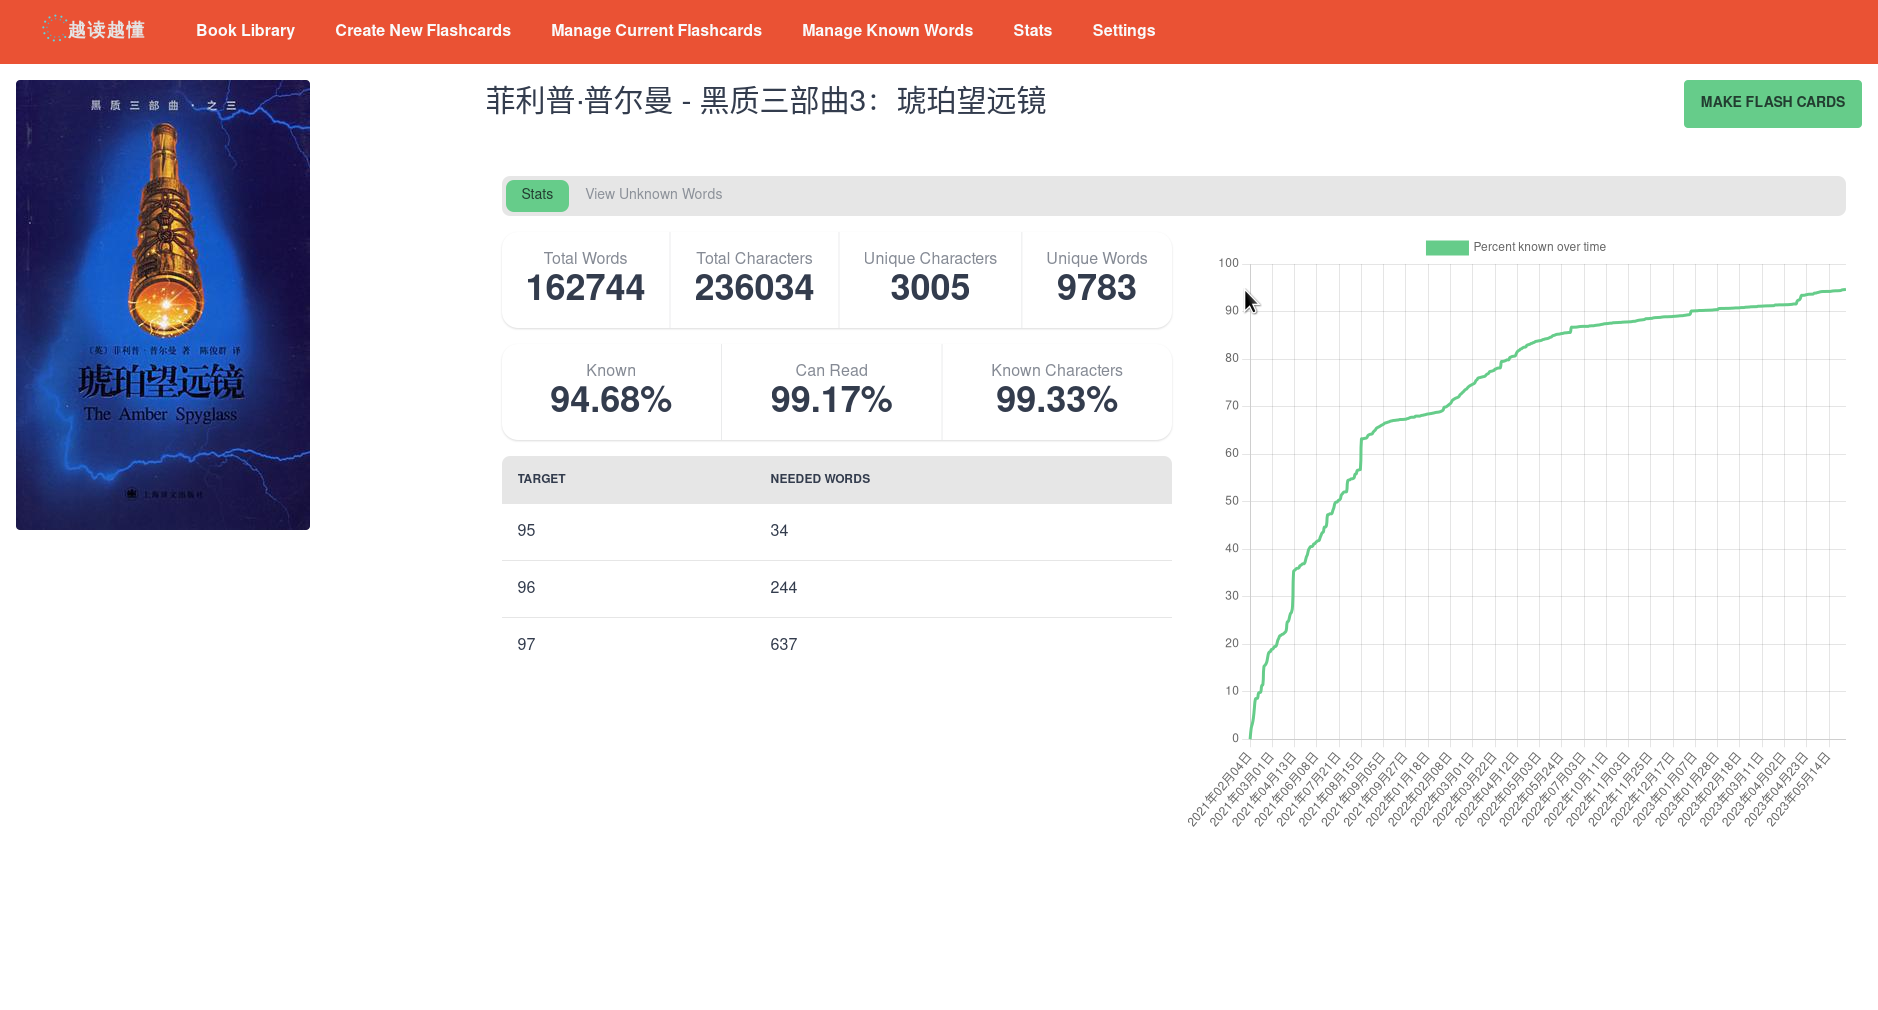 越读越懂
Book Library
Create New Flashcards
Manage Current Flashcards
Manage Known Words
Stats
Settings
黑质三部曲·之三
〔英〕菲利普·普尔曼 著 陈俊群 译
琥珀望远镜
The Amber Spyglass
上海译文出版社
菲利普·普尔曼 - 黑质三部曲3：琥珀望远镜
MAKE FLASH CARDS
Stats
View Unknown Words
Total Words
162744
Total Characters
236034
Unique Characters
3005
Unique Words
9783
Known
94.68%
Can Read
99.17%
Known Characters
99.33%
TARGET NEEDED WORDS
95 34
96 244
97 637
Percent known over time
100
90
80
70
60
50
40
30
20
10
0
2021年02月04日
2021年03月01日
2021年04月13日
2021年06月08日
2021年07月21日
2021年08月15日
2021年09月05日
2021年09月27日
2022年01月18日
2022年02月08日
2022年03月01日
2022年03月22日
2022年04月12日
2022年05月03日
2022年05月24日
2022年07月03日
2022年10月11日
2022年11月03日
2022年11月25日
2022年12月17日
2023年01月07日
2023年01月28日
2023年02月18日
2023年03月11日
2023年04月02日
2023年04月23日
2023年05月14日